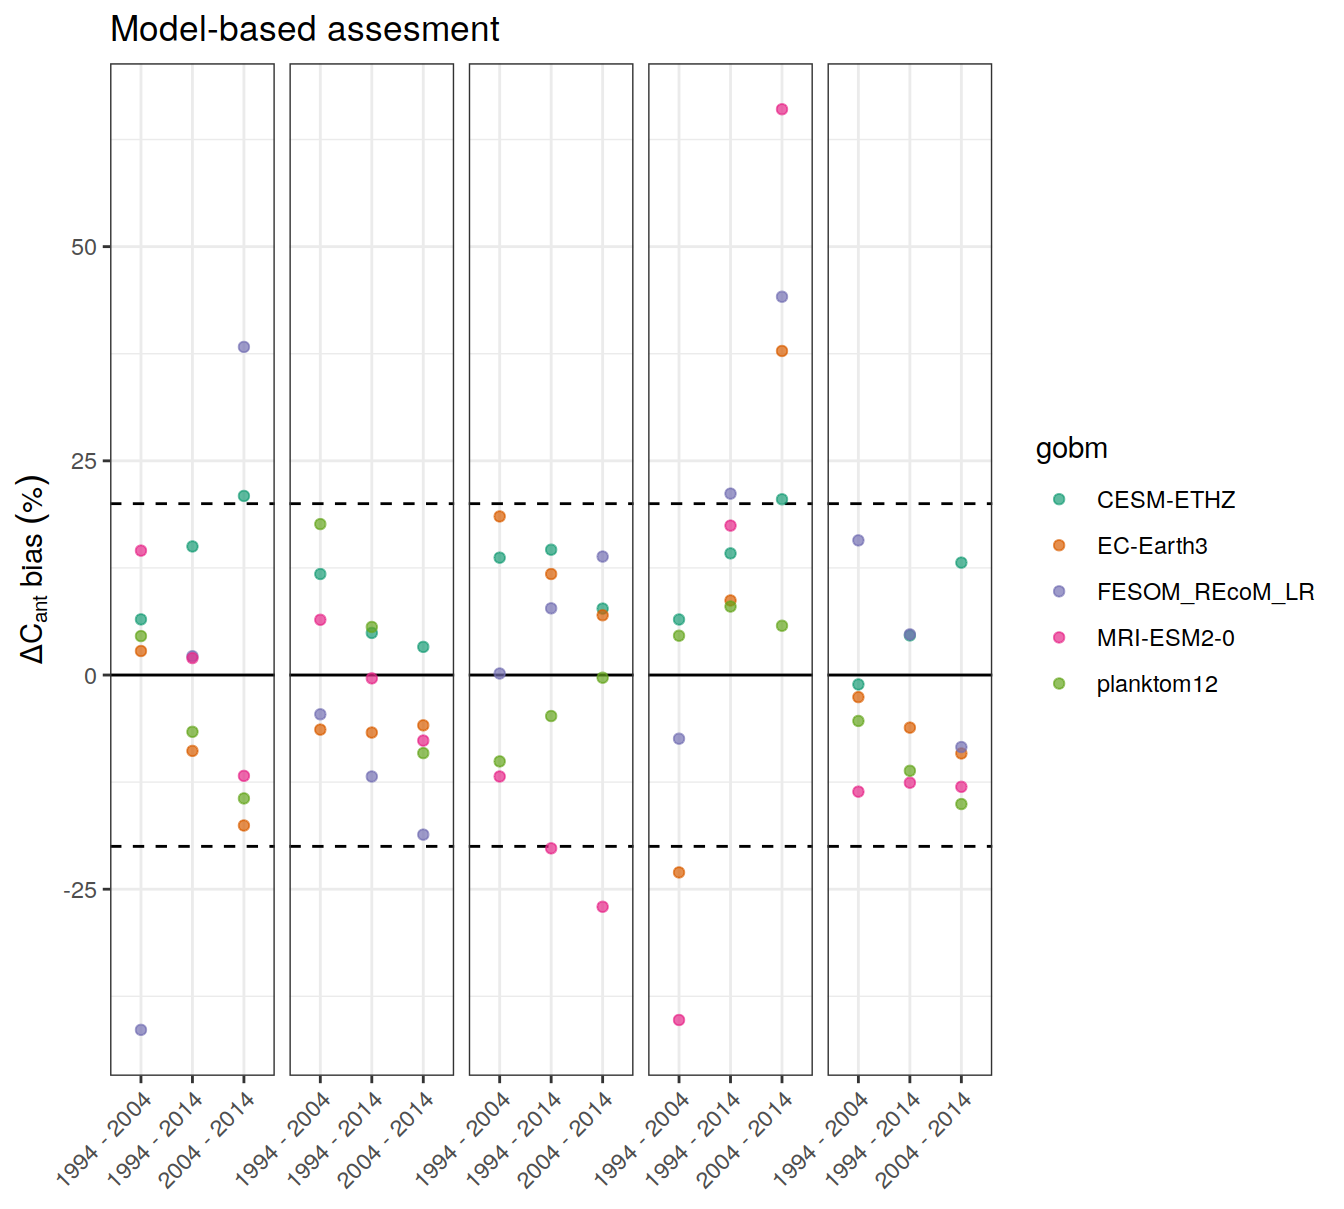 Model-based assesment
ΔCant bias (%)
50
25
0
-25
1994 - 2004
1994 - 2014
2004 - 2014
1994 - 2004
1994 - 2014
2004 - 2014
1994 - 2004
1994 - 2014
2004 - 2014
1994 - 2004
1994 - 2014
2004 - 2014
1994 - 2004
1994 - 2014
2004 - 2014
gobm
CESM-ETHZ
EC-Earth3
FESOM_REcoM_LR
MRI-ESM2-0
planktom12